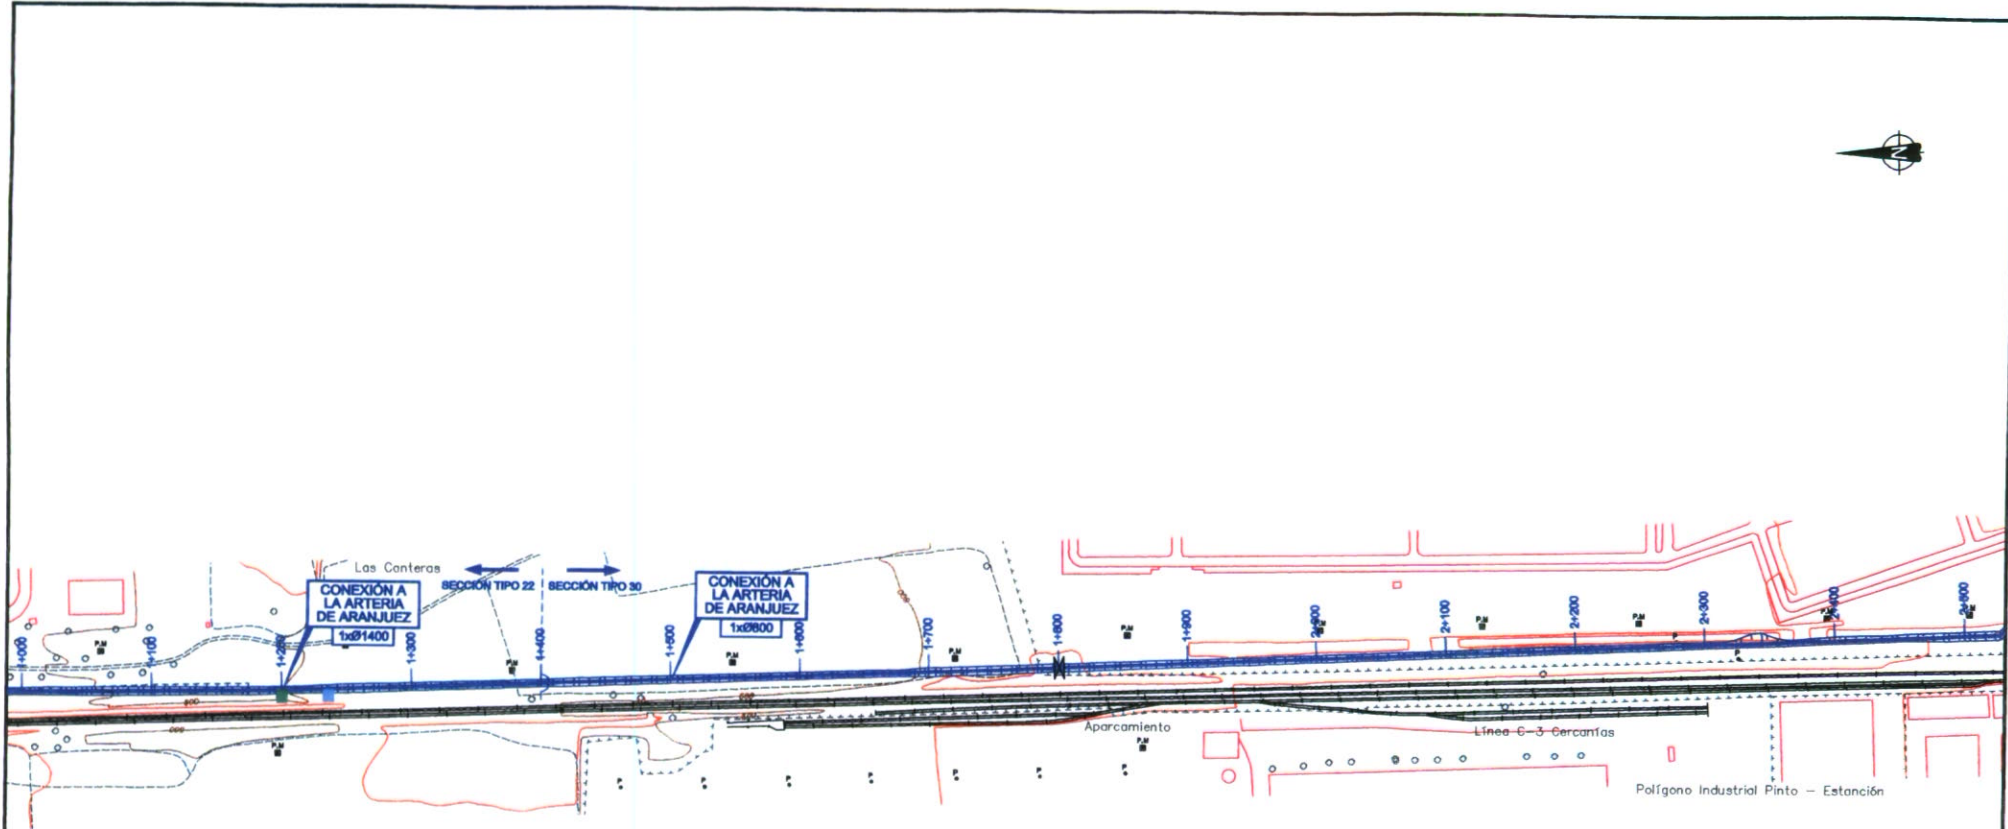 N
Las Canteras
SECCIÓN TIPO 22
SECCIÓN TIPO 30
CONEXIÓN A
LA ARTERIA
DE ARANJUEZ
1xØ1400
CONEXIÓN A
LA ARTERIA
DE ARANJUEZ
1xØ800
1+000
1+100
1+200
1+300
1+400
1+500
1+600
1+700
1+800
1+900
2+000
2+100
2+200
2+300
2+400
2+500
P.M
P.M
P.M
P.M
P.M
P.M
P.M
P.M
P.M
P.M
P
P
P.M
Aparcamiento
P.M
Línea C-3 Cercanías
P
P
P
P
P
P
P
Polígono Industrial Pinto - Estanción